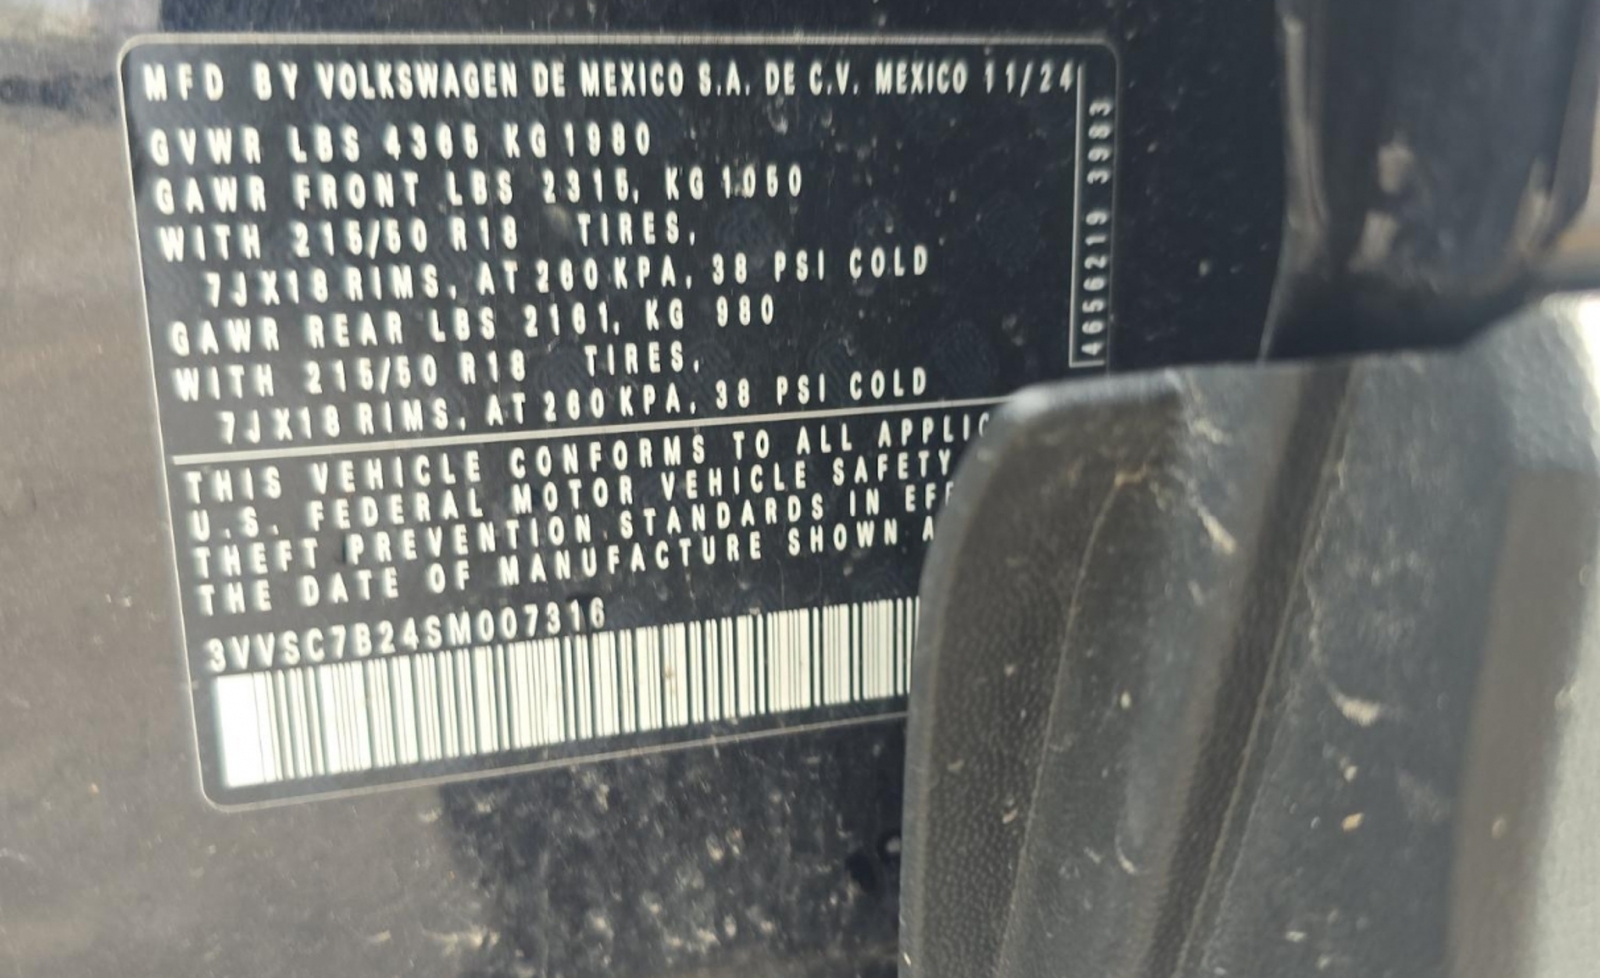 MFD BY VOLKSWAGEN DE MEXICO S.A. DE C.V. MEXICO 11/24
GVWR LBS 4365 KG 1980
GAWR FRONT LBS 2315, KG 1050
WITH 215/50 R18 TIRES,
7JX18 RIMS, AT 260 KPA, 38 PSI COLD
GAWR REAR LBS 2161, KG 980
WITH 215/50 R18 TIRES,
7JX18 RIMS, AT 260 KPA, 38 PSI COLD
THIS VEHICLE CONFORMS TO ALL APPLIC
U.S. FEDERAL MOTOR VEHICLE SAFETY
THEFT PREVENTION STANDARDS IN EFF
THE DATE OF MANUFACTURE SHOWN A
3VVSC7B24SM007316
4656219 3983